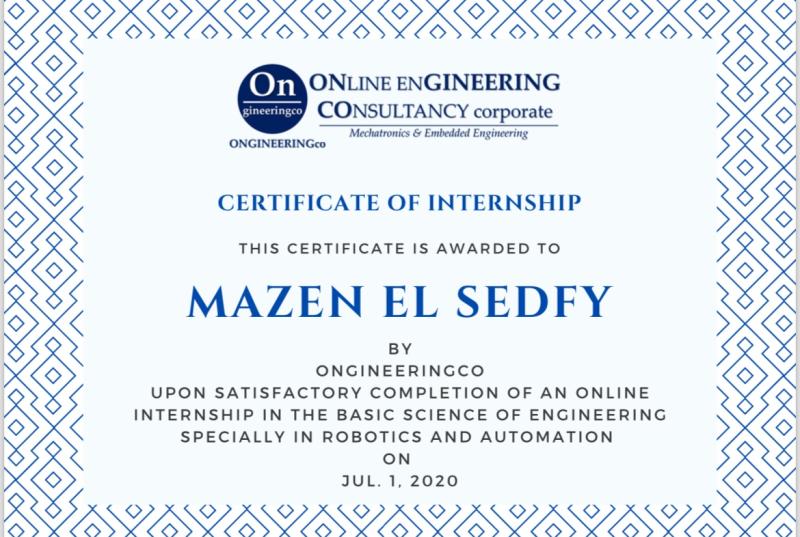 On
gineeringco
ONGINEERINGco
ONLINE ENGINEERING
CONSULTANCY corporate
Mechatronics & Embedded Engineering
CERTIFICATE OF INTERNSHIP
THIS CERTIFICATE IS AWARDED TO
MAZEN EL SEDFY
BY
ONGINEERINGCO
UPON SATISFACTORY COMPLETION OF AN ONLINE
INTERNSHIP IN THE BASIC SCIENCE OF ENGINEERING
SPECIALLY IN ROBOTICS AND AUTOMATION
ON
JUL. 1, 2020